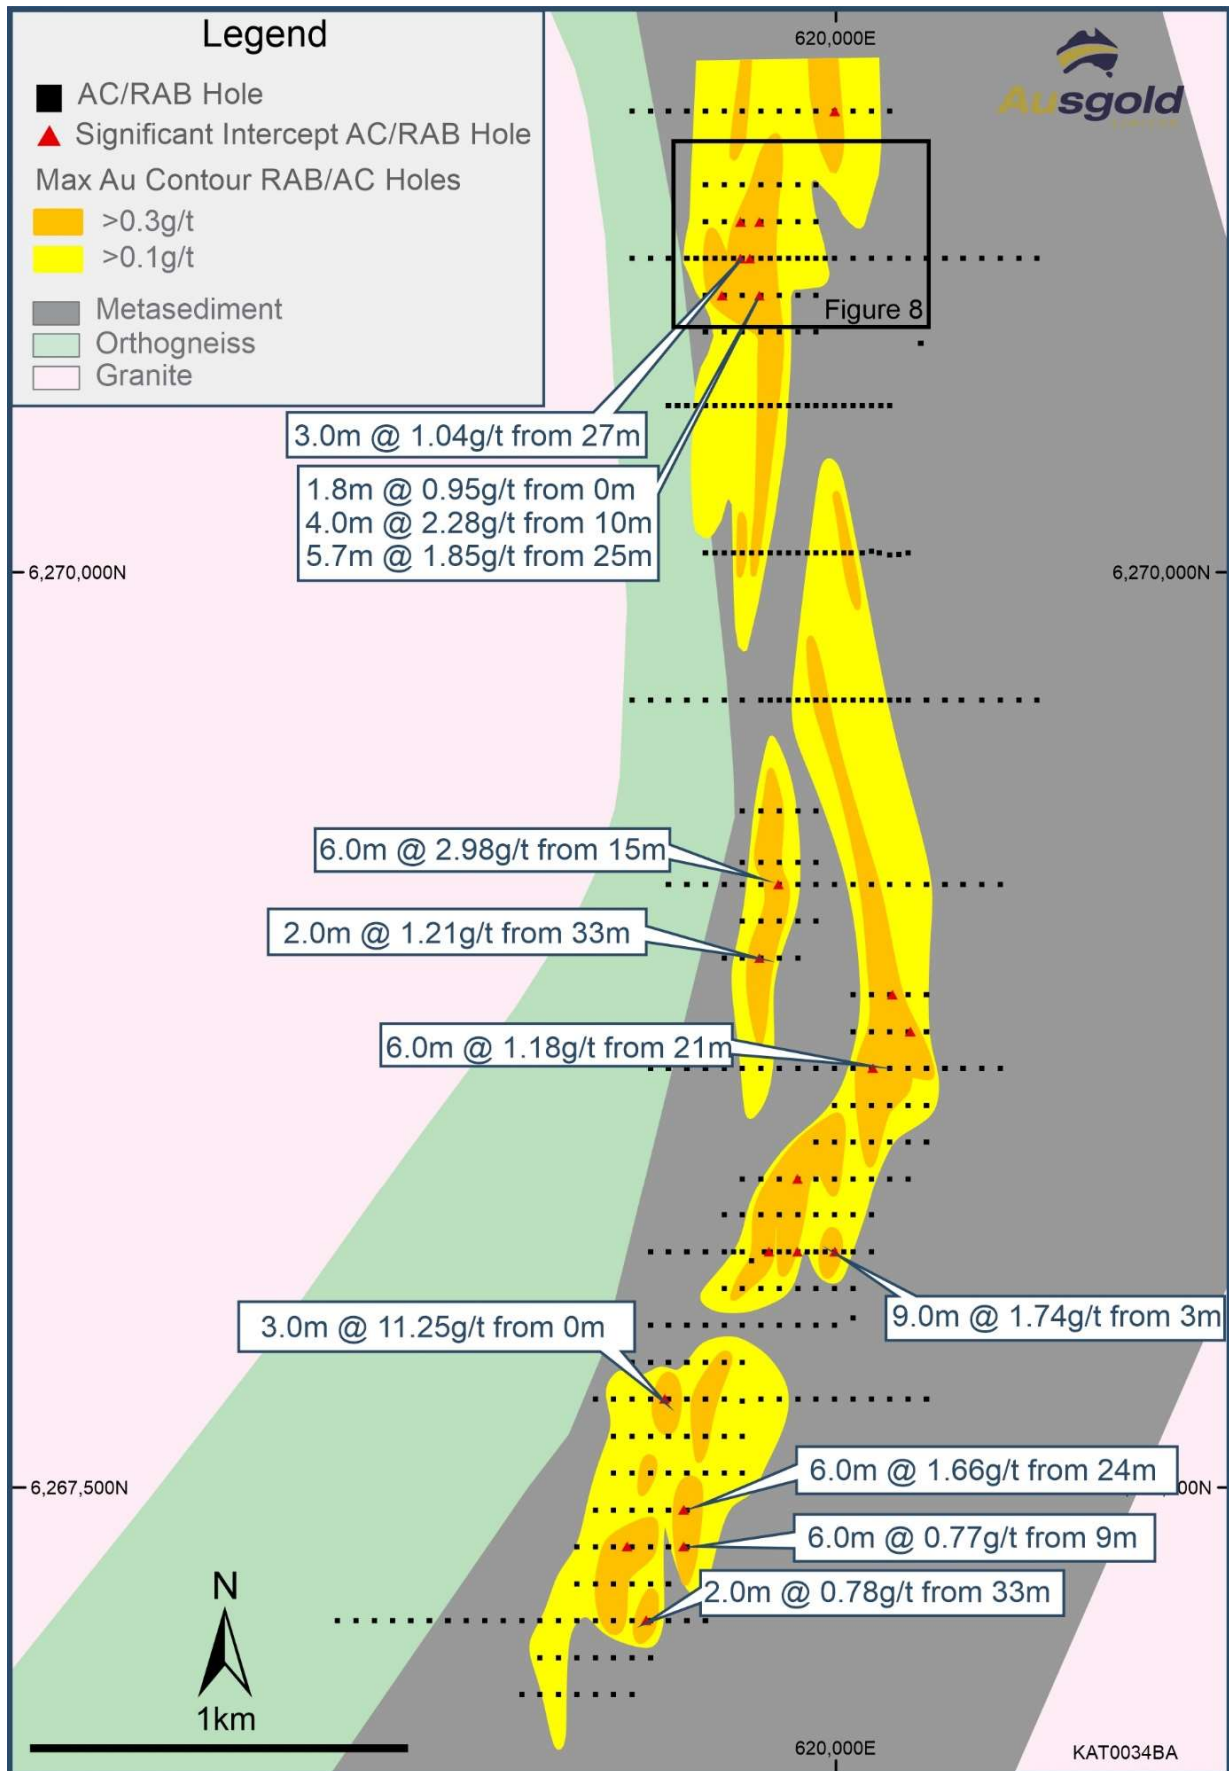 Legend
AC/RAB Hole
Significant Intercept AC/RAB Hole
Max Au Contour RAB/AC Holes
>0.3g/t
>0.1g/t
Metasediment
Orthogneiss
Granite
620,000E
Ausgold
Figure 8
3.0m @ 1.04g/t from 27m
1.8m @ 0.95g/t from 0m
4.0m @ 2.28g/t from 10m
5.7m @ 1.85g/t from 25m
6,270,000N
6,270,000N
6.0m @ 2.98g/t from 15m
2.0m @ 1.21g/t from 33m
6.0m @ 1.18g/t from 21m
9.0m @ 1.74g/t from 3m
3.0m @ 11.25g/t from 0m
6.0m @ 1.66g/t from 24m
6,267,500N
00N
6.0m @ 0.77g/t from 9m
2.0m @ 0.78g/t from 33m
N
1km
620,000E
KAT0034BA